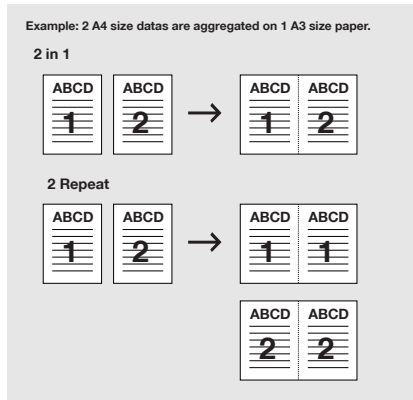 Example: 2 A4 size datas are aggregated on 1 A3 size paper.
2 in 1
ABCD ABCD ABCD ABCD
1 2 1 2
2 Repeat
ABCD ABCD ABCD ABCD
1 2 1 1
ABCD ABCD
2 2